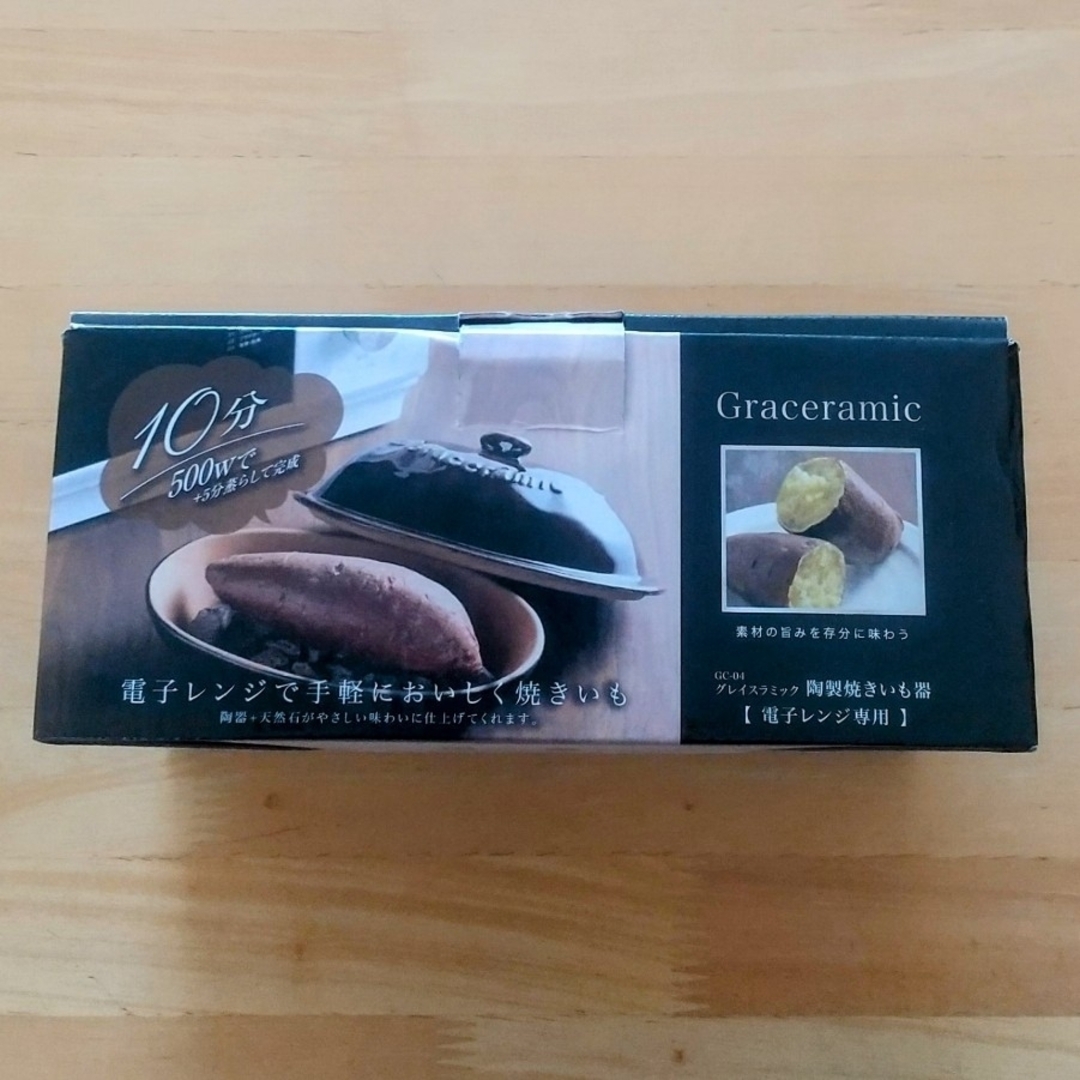 10分
500wで
+5分蒸らして完成
電子レンジで手軽においしく焼きいも
陶器+天然石がやさしい味わいに仕上げてくれます。
Graceramic
素材の旨みを存分に味わう
GC-04
グレイスラミック 陶製焼きいも器
【 電子レンジ専用 】